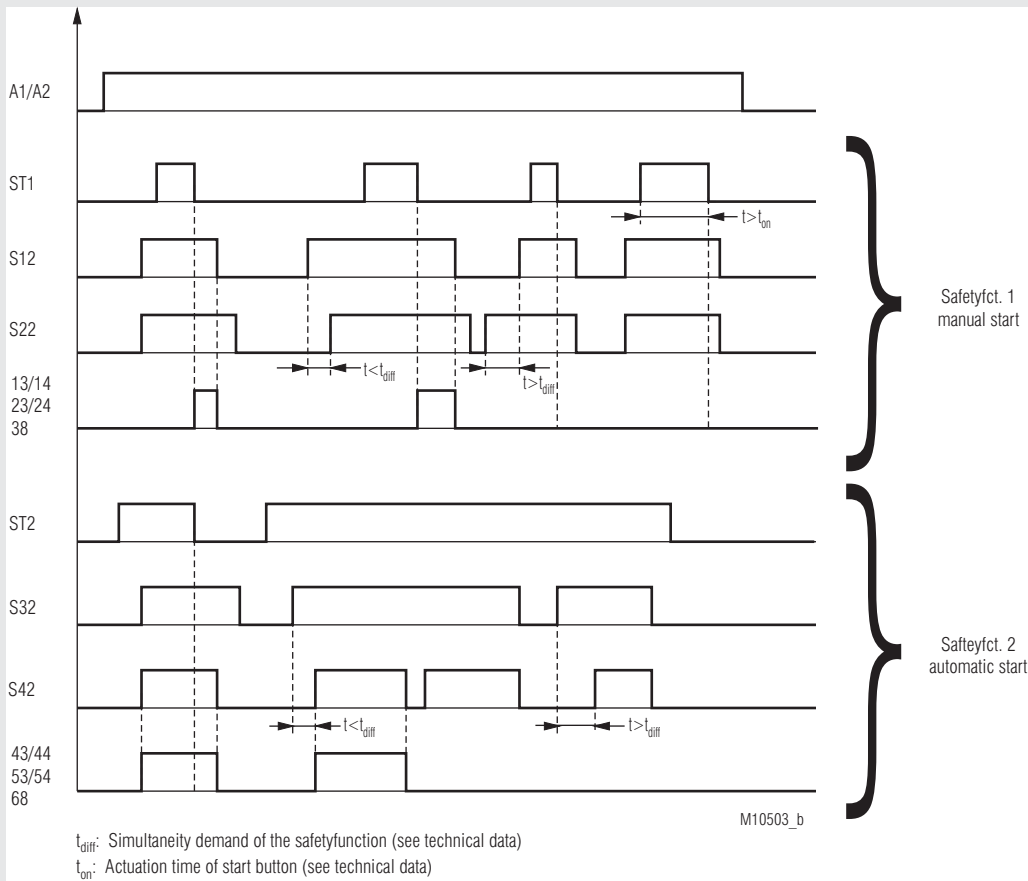 A1/A2
ST1
t>ton
S12
Safetyfct. 1
manual start
S22
t<tdiff
t>tdiff
13/14
23/24
38
ST2
S32
Safteyfct. 2
automatic start
S42
t<tdiff
t>tdiff
43/44
53/54
68
M10503_b
tdiff: Simultaneity demand of the safetyfunction (see technical data)
ton: Actuation time of start button (see technical data)